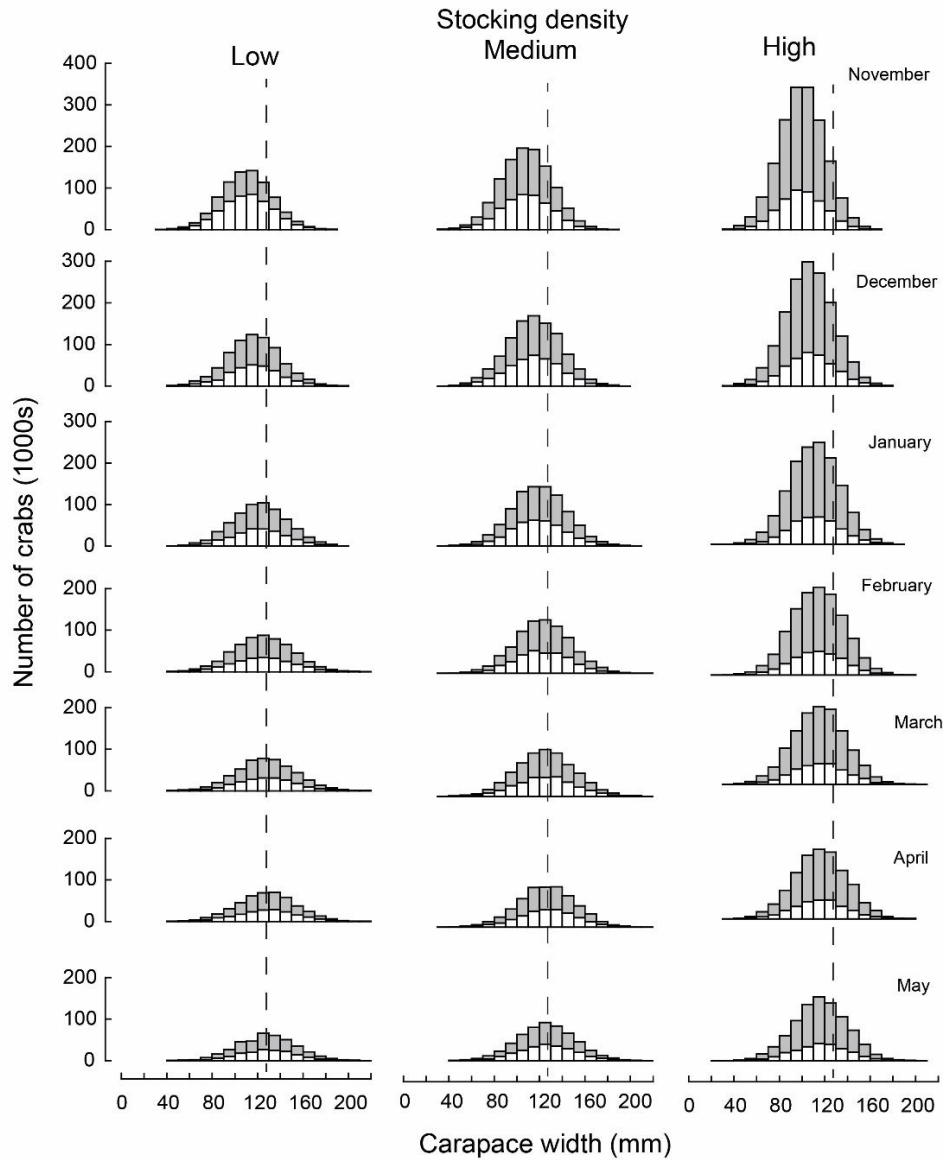 Stocking density
Low Medium High
400 November
300
200
100
0
300 December
200
100
0
300 January
200
100
0
200 February
100
0
200 March
100
0
200 April
100
0
200 May
100
0
Number of crabs (1000s)
0 40 80 120 160 200 0 40 80 120 160 200 0 40 80 120 160 200
Carapace width (mm)